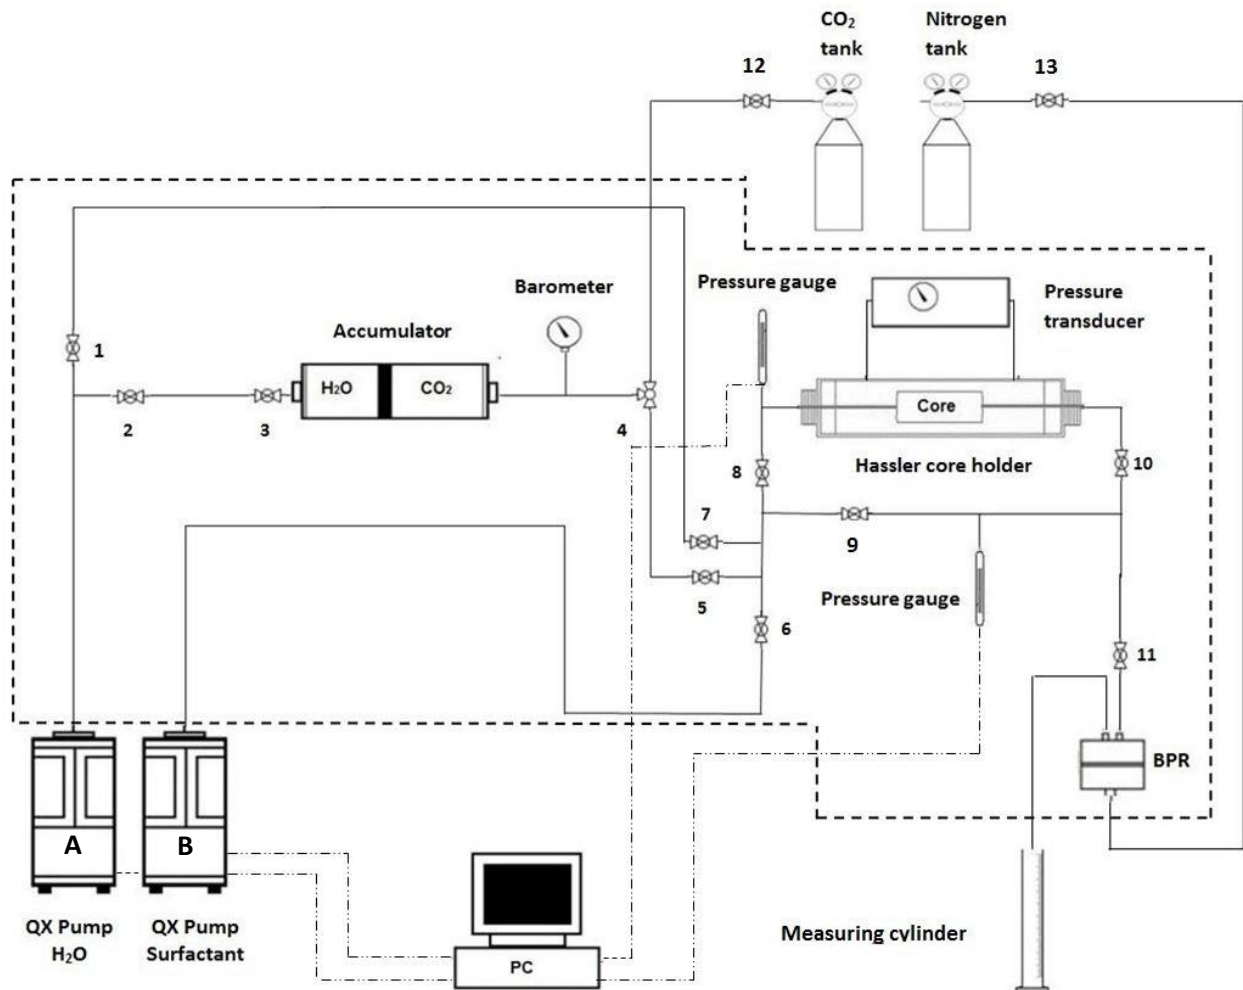 CO₂
tank
Nitrogen
tank
12
13
Pressure gauge
Barometer
Pressure
transducer
Accumulator
1
H₂O
CO₂
Core
2
3
4
Hassler core holder
8
10
7
9
5
Pressure gauge
6
11
BPR
A
B
QX Pump
H₂O
QX Pump
Surfactant
PC
Measuring cylinder